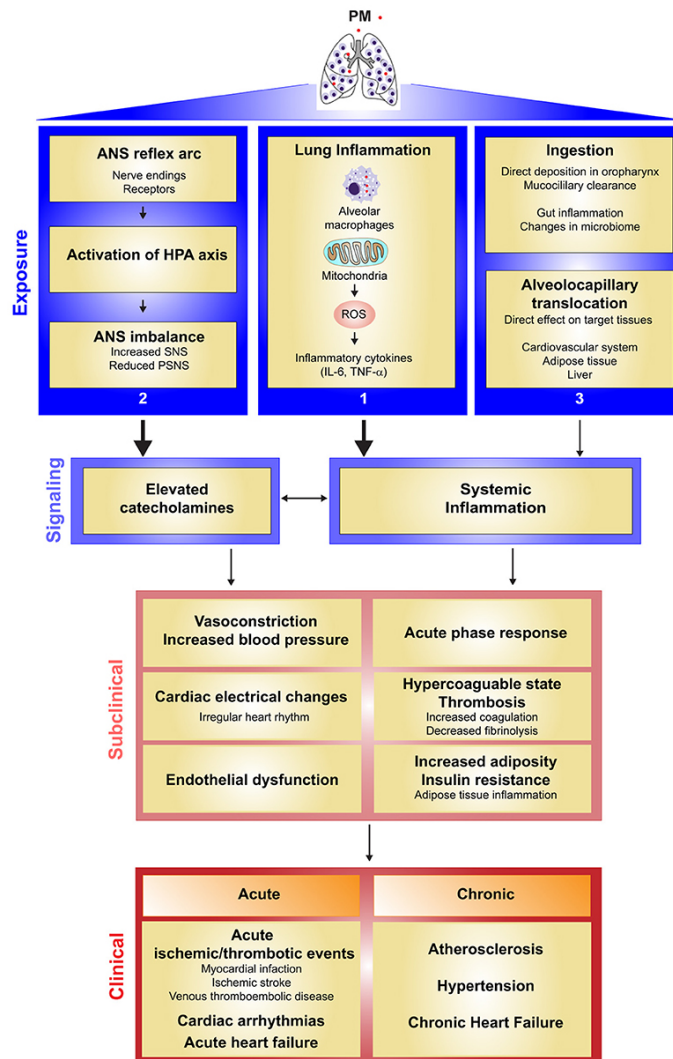 PM
Exposure
ANS reflex arc
Nerve endings
Receptors
Activation of HPA axis
ANS imbalance
Increased SNS
Reduced PSNS
2
Lung Inflammation
Alveolar
macrophages
Mitochondria
ROS
Inflammatory cytokines
(IL-6, TNF-α)
1
Ingestion
Direct deposition in oropharynx
Mucocililary clearance
Gut inflammation
Changes in microbiome
Alveolocapillary
translocation
Direct effect on target tissues
Cardiovascular system
Adipose tissue
Liver
3
Signaling
Elevated
catecholamines
Systemic
Inflammation
Subclinical
Vasoconstriction
Increased blood pressure
Acute phase response
Cardiac electrical changes
Irregular heart rhythm
Hypercoaguable state
Thrombosis
Increased coagulation
Decreased fibrinolysis
Endothelial dysfunction
Increased adiposity
Insulin resistance
Adipose tissue inflammation
Clinical
Acute
Chronic
Acute
ischemic/thrombotic events
Myocardial infaction
Ischemic stroke
Venous thromboembolic disease
Cardiac arrhythmias
Acute heart failure
Atherosclerosis
Hypertension
Chronic Heart Failure